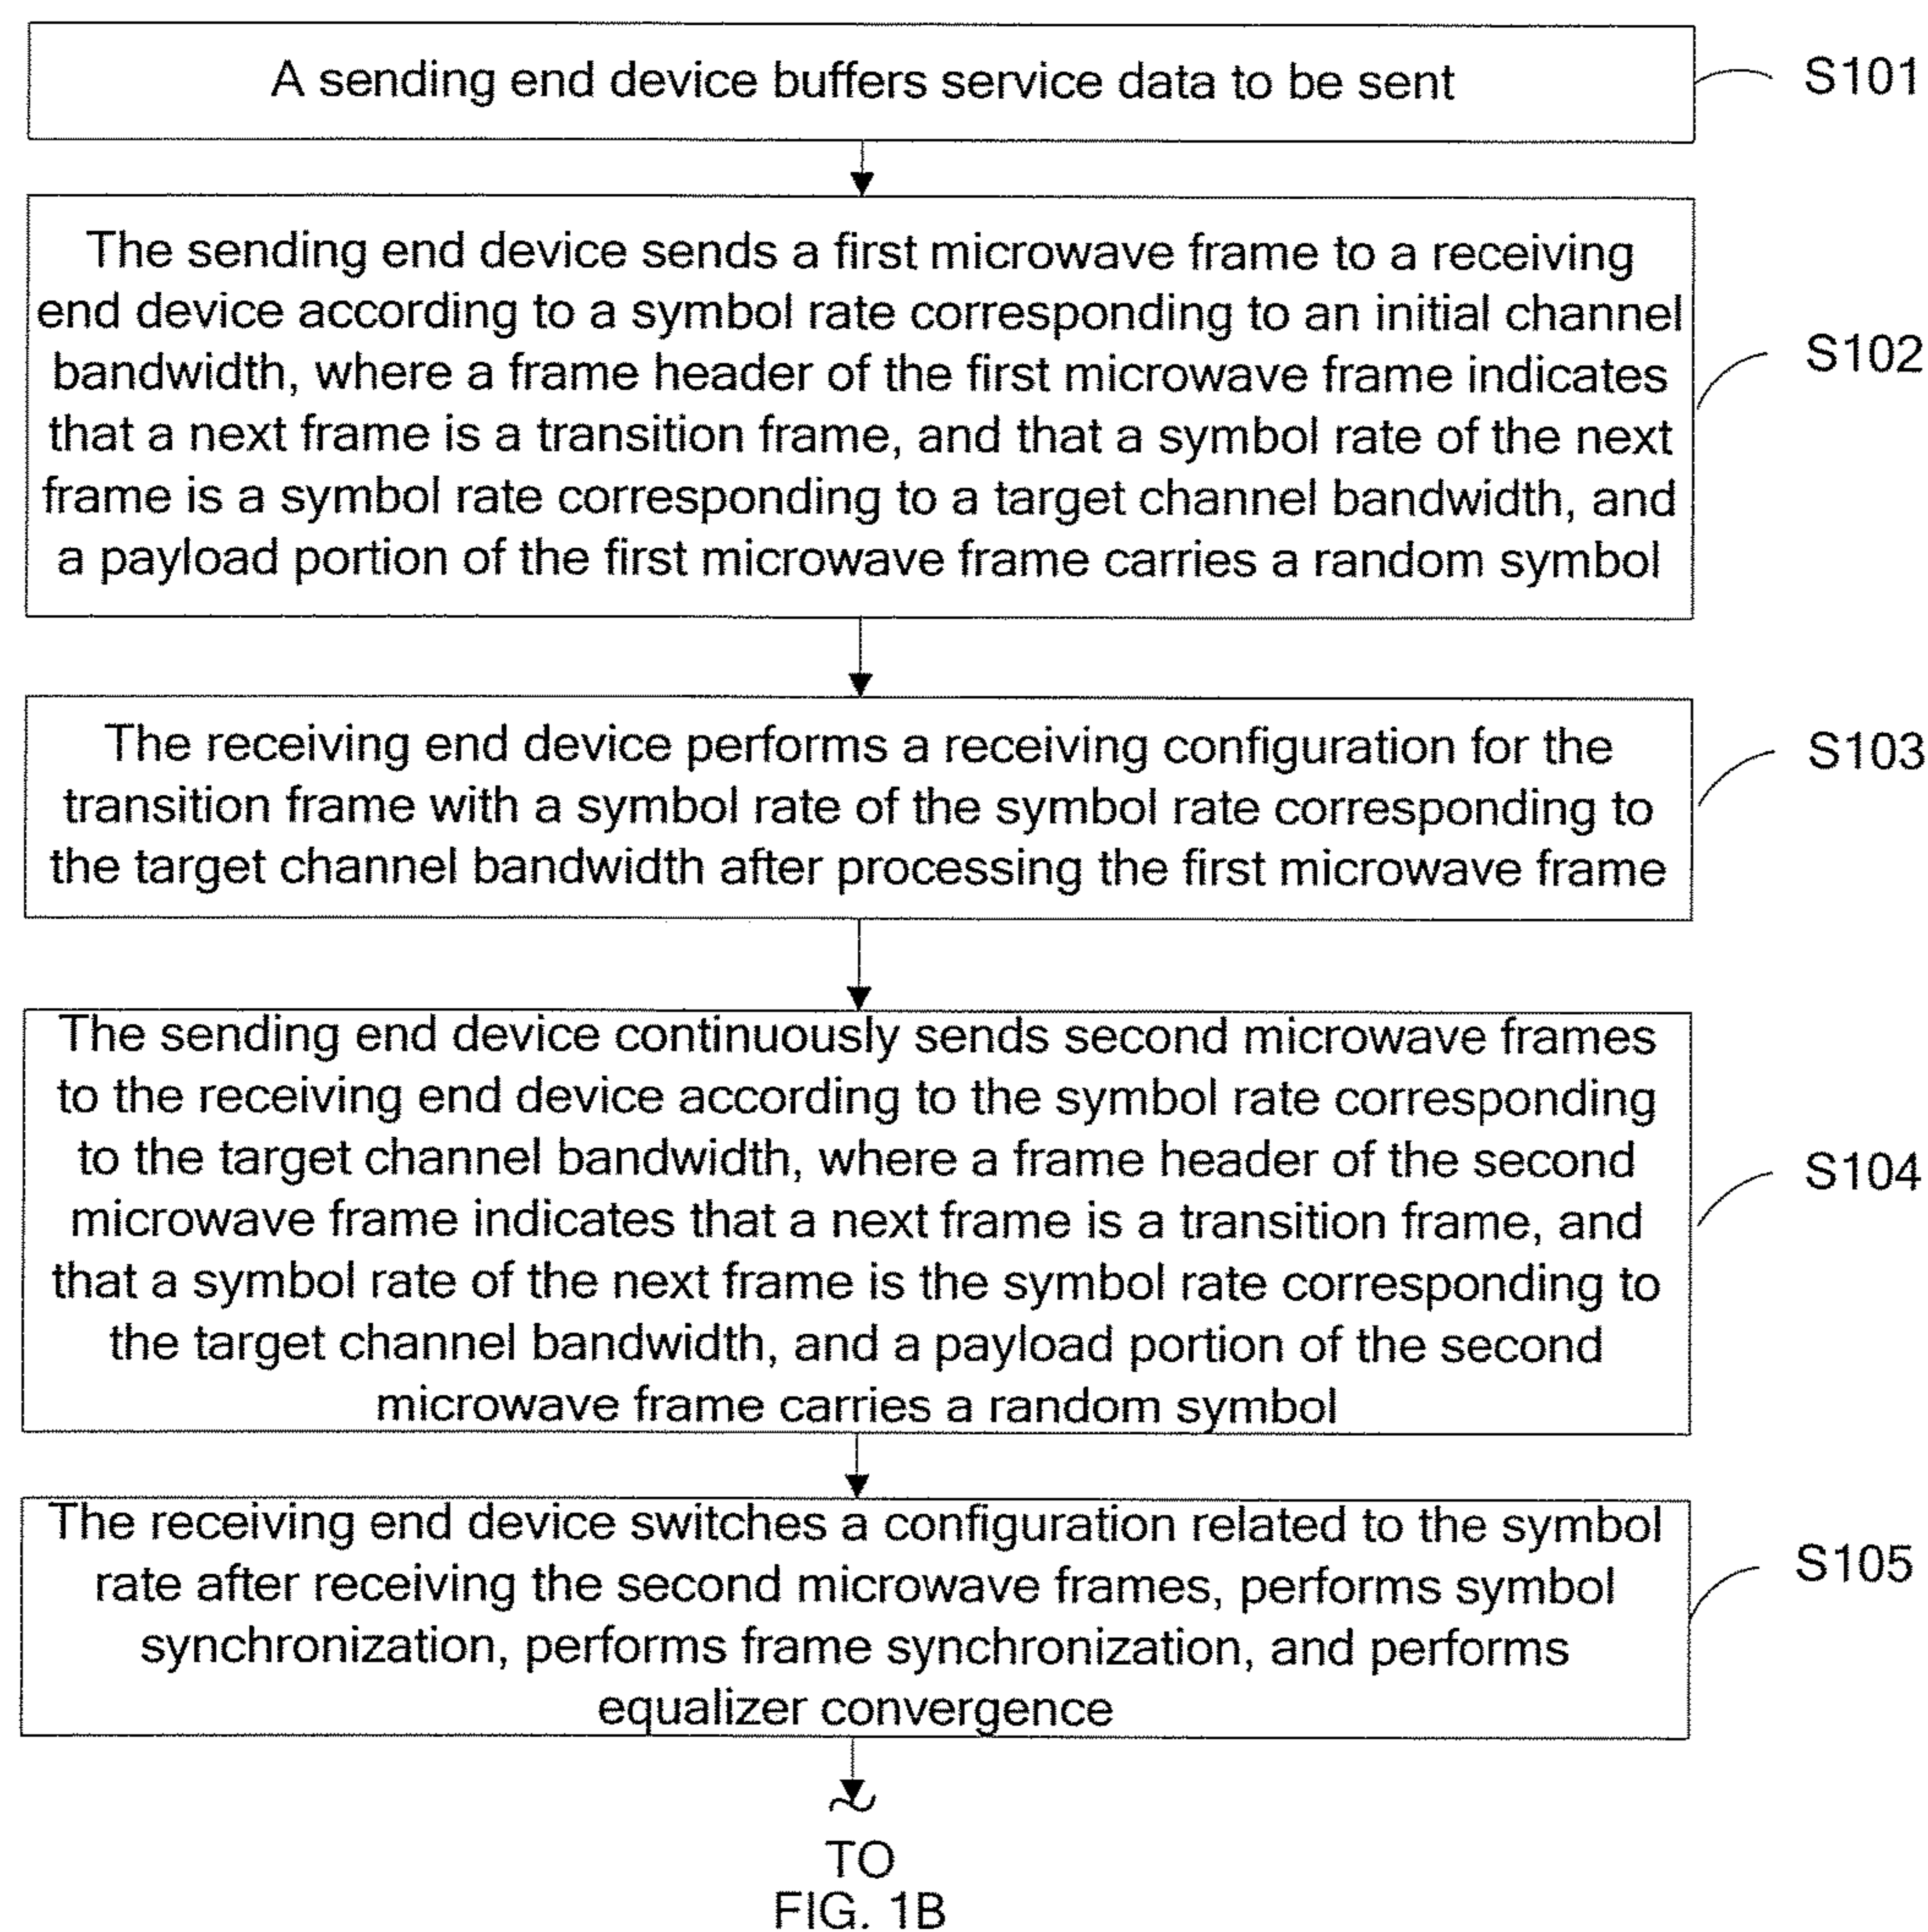 A sending end device buffers service data to be sent
S101
The sending end device sends a first microwave frame to a receiving
end device according to a symbol rate corresponding to an initial channel
bandwidth, where a frame header of the first microwave frame indicates
that a next frame is a transition frame, and that a symbol rate of the next
frame is a symbol rate corresponding to a target channel bandwidth, and
a payload portion of the first microwave frame carries a random symbol
S102
The receiving end device performs a receiving configuration for the
transition frame with a symbol rate of the symbol rate corresponding to
the target channel bandwidth after processing the first microwave frame
S103
The sending end device continuously sends second microwave frames
to the receiving end device according to the symbol rate corresponding
to the target channel bandwidth, where a frame header of the second
microwave frame indicates that a next frame is a transition frame, and
that a symbol rate of the next frame is the symbol rate corresponding to
the target channel bandwidth, and a payload portion of the second
microwave frame carries a random symbol
S104
The receiving end device switches a configuration related to the symbol
rate after receiving the second microwave frames, performs symbol
synchronization, performs frame synchronization, and performs
equalizer convergence
S105
TO
FIG. 1B